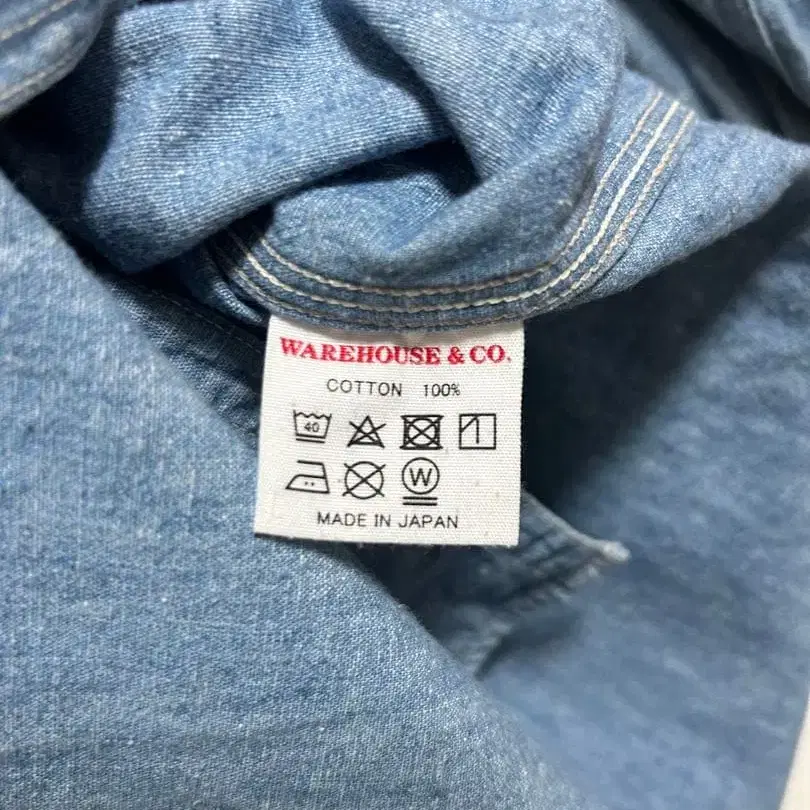 WAREHOUSE & CO.
COTTON 100%
40
W
MADE IN JAPAN